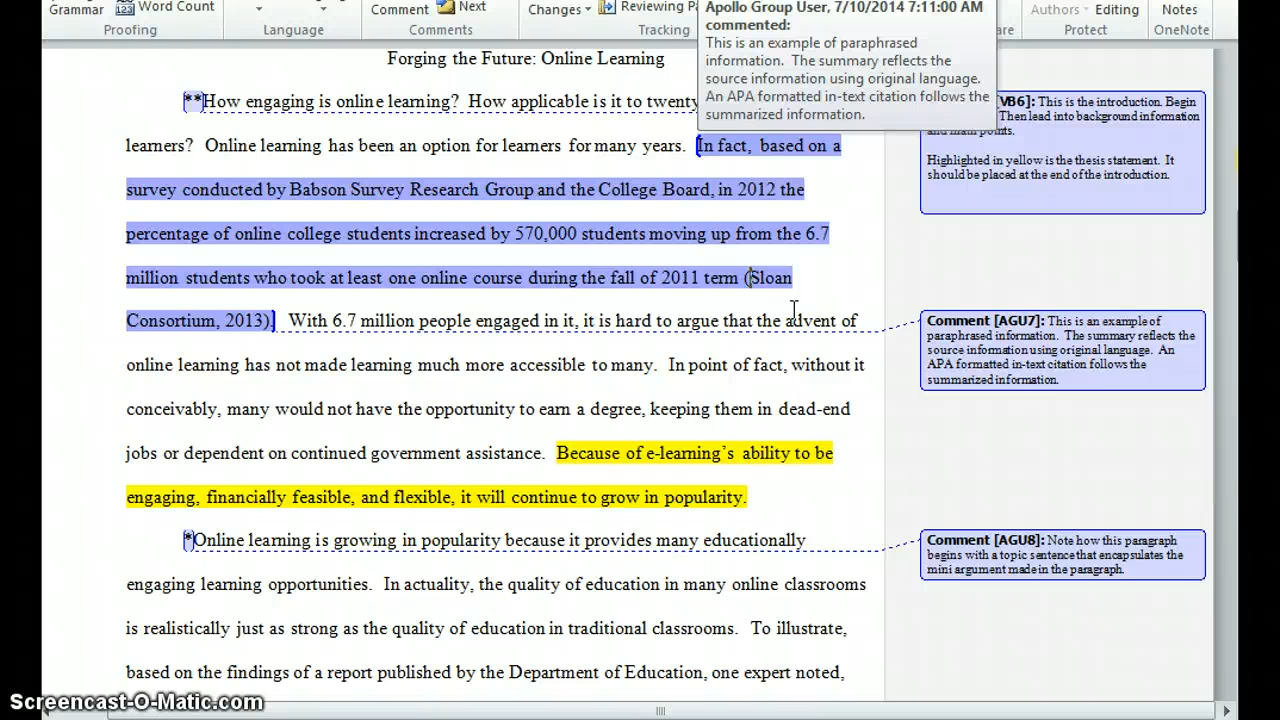 Grammar
Word Count
Comment
Next
Changes
Reviewing
Authors
Editing
Notes
Proofing
Language
Comments
Tracking
Protect
OneNote
Apollo Group User, 7/10/2014 7:11:00 AM
commented:
This is an example of paraphrased
information. The summary reflects the
source information using original language.
An APA formatted in-text citation follows the
summarized information.
Forging the Future: Online Learning
**How engaging is online learning? How applicable is it to twenty
learners? Online learning has been an option for learners for many years. In fact, based on a
survey conducted by Babson Survey Research Group and the College Board, in 2012 the
percentage of online college students increased by 570,000 students moving up from the 6.7
million students who took at least one online course during the fall of 2011 term (Sloan
Consortium, 2013). With 6.7 million people engaged in it, it is hard to argue that the advent of
online learning has not made learning much more accessible to many. In point of fact, without it
conceivably, many would not have the opportunity to earn a degree, keeping them in dead-end
jobs or dependent on continued government assistance. Because of e-learning's ability to be
engaging, financially feasible, and flexible, it will continue to grow in popularity.
*Online learning is growing in popularity because it provides many educationally
engaging learning opportunities. In actuality, the quality of education in many online classrooms
is realistically just as strong as the quality of education in traditional classrooms. To illustrate,
based on the findings of a report published by the Department of Education, one expert noted,
[VB6]: This is the introduction. Begin
Then lead into background information
and main points.
Highlighted in yellow is the thesis statement. It
should be placed at the end of the introduction.
Comment [AGU7]: This is an example of
paraphrased information. The summary reflects the
source information using original language. An
APA formatted in-text citation follows the
summarized information.
Comment [AGU8]: Note how this paragraph
begins with a topic sentence that encapsulates the
mini argument made in the paragraph.
Screencast-O-Matic.com